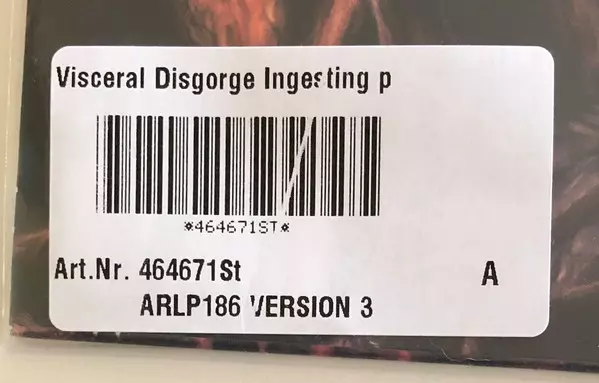 Visceral Disgorge Ingesting p
*464671ST*
Art.Nr. 464671St A
ARLP186 VERSION 3